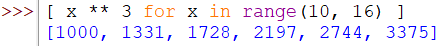 >>> [ x ** 3 for x in range(10, 16) ]
[1000, 1331, 1728, 2197, 2744, 3375]